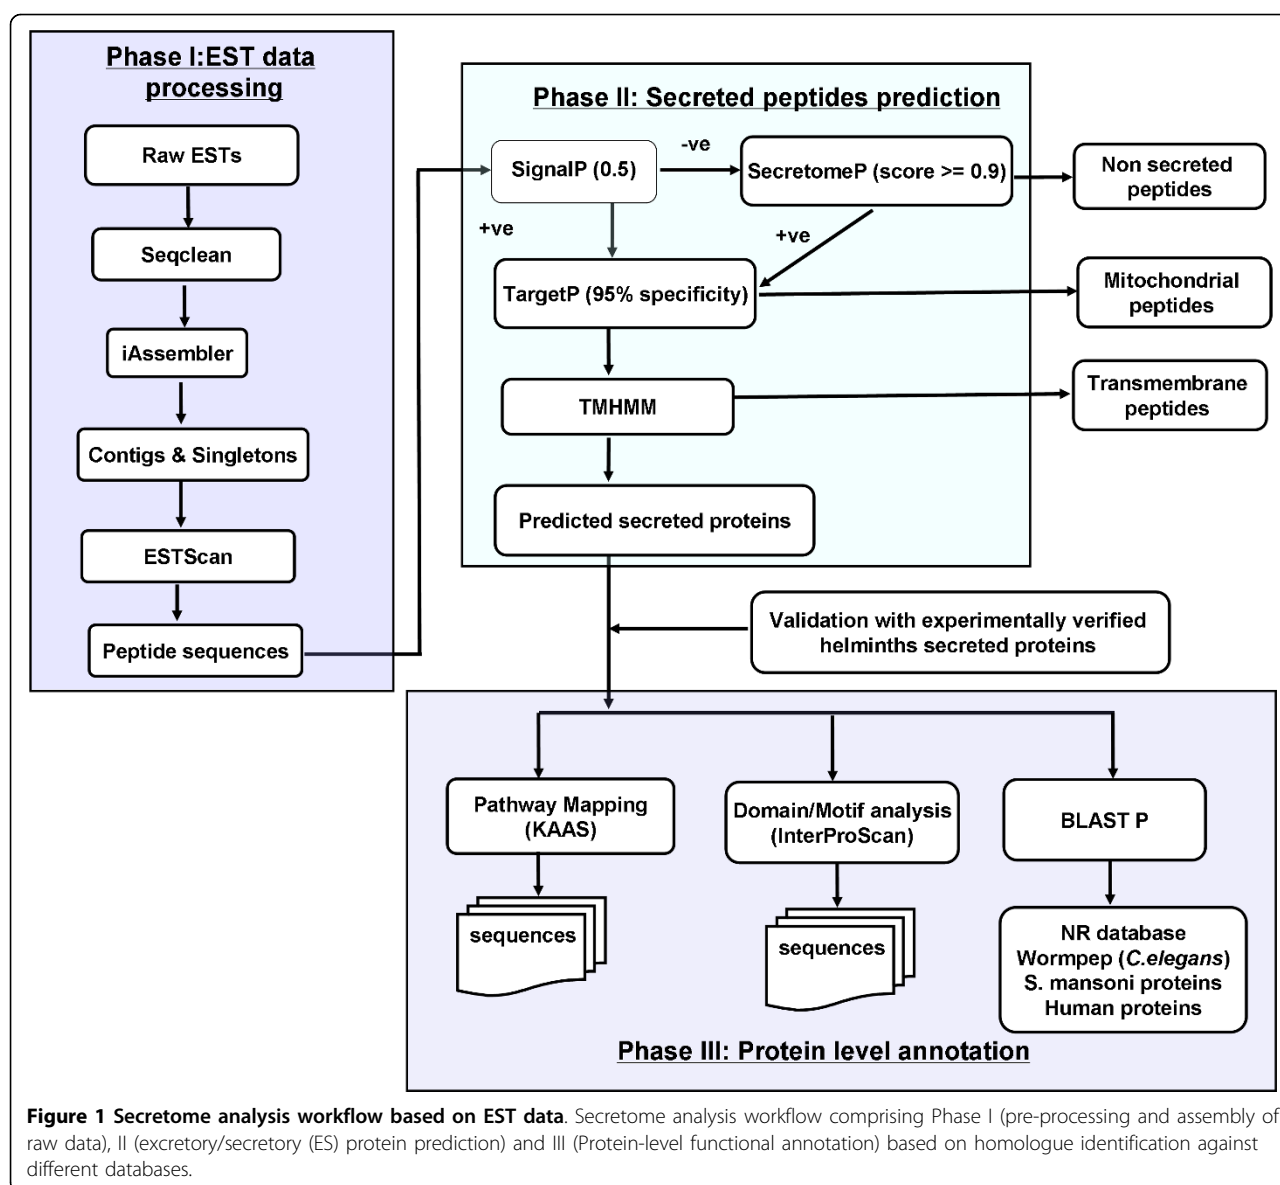 Phase I:EST data
processing
Raw ESTs
Seqclean
iAssembler
Contigs & Singletons
ESTScan
Peptide sequences
Phase II: Secreted peptides prediction
SignalP (0.5)
-ve
SecretomeP (score >= 0.9)
Non secreted
peptides
+ve
+ve
TargetP (95% specificity)
Mitochondrial
peptides
TMHMM
Transmembrane
peptides
Predicted secreted proteins
Validation with experimentally verified
helminths secreted proteins
Pathway Mapping
(KAAS)
sequences
Domain/Motif analysis
(InterProScan)
sequences
BLAST P
NR database
Wormpep (C.elegans)
S. mansoni proteins
Human proteins
Phase III: Protein level annotation
Figure 1 Secretome analysis workflow based on EST data. Secretome analysis workflow comprising Phase I (pre-processing and assembly of
raw data), II (excretory/secretory (ES) protein prediction) and III (Protein-level functional annotation) based on homologue identification against
different databases.